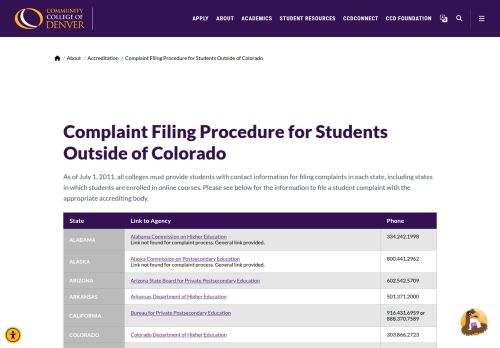 COMMUNITY
COLLEGE OF
DENVER
APPLY ABOUT ACADEMICS STUDENT RESOURCES CCDCONNECT CCD FOUNDATION
/ About / Accreditation / Complaint Filing Procedure for Students Outside of Colorado
Complaint Filing Procedure for Students
Outside of Colorado
As of July 1, 2011, all colleges must provide students with contact information for filing complaints in each state, including states
in which students are enrolled in online courses. Please see below for the information to file a student complaint with the
appropriate accrediting body.
State Link to Agency Phone
ALABAMA Alabama Commission on Higher Education 334.242.1998
Link not found for complaint process. General link provided.
ALASKA Alaska Commission on Postsecondary Education 800.441.2962
Link not found for complaint process. General link provided.
ARIZONA Arizona State Board for Private Postsecondary Education 602.542.5709
ARKANSAS Arkansas Department of Higher Education 501.371.2000
CALIFORNIA Bureau for Private Postsecondary Education 916.431.6959 or
888.370.7589
COLORADO Colorado Department of Higher Education 303.866.2723